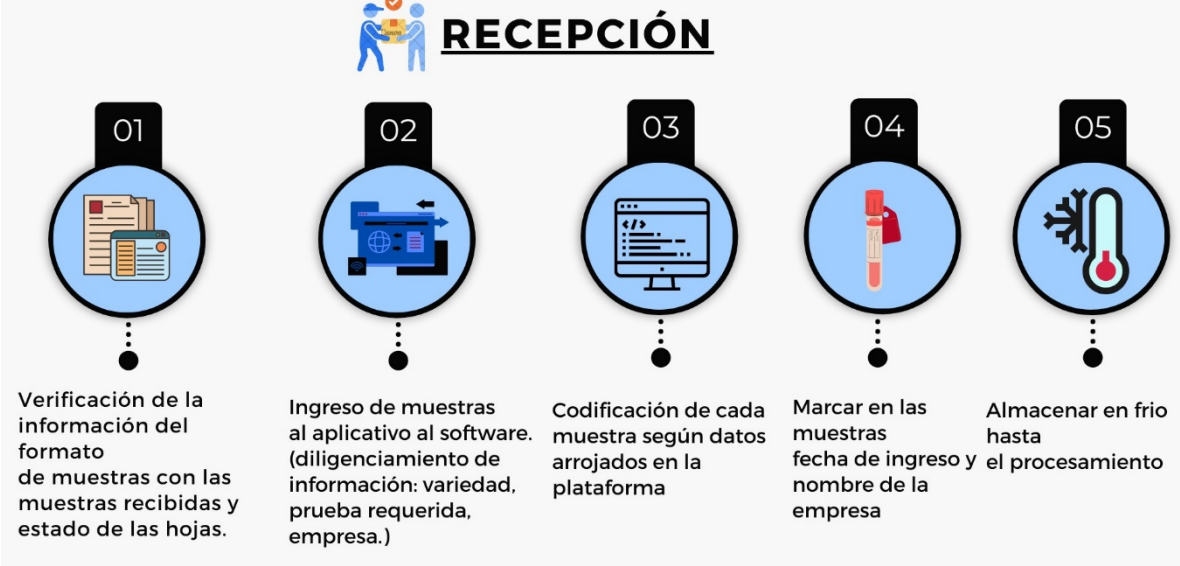 RECEPCIÓN
01
Verificación de la
información del
formato
de muestras con las
muestras recibidas y
estado de las hojas.
02
Ingreso de muestras
al aplicativo al software.
(diligenciamiento de
información: variedad,
prueba requerida,
empresa.)
03
Codificación de cada
muestra según datos
arrojados en la
plataforma
04
Marcar en las
muestras
fecha de ingreso y
nombre de la
empresa
05
Almacenar en frio
hasta
el procesamiento